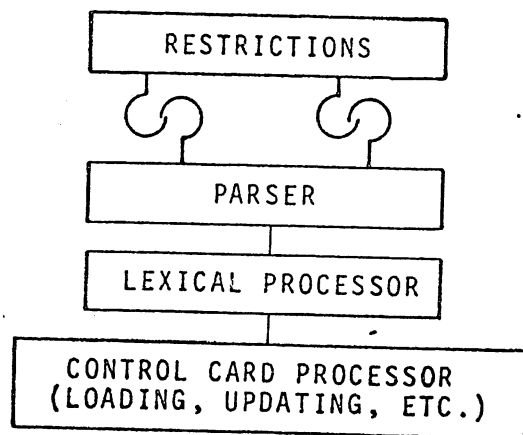 RESTRICTIONS
PARSER
LEXICAL PROCESSOR
CONTROL CARD PROCESSOR
(LOADING, UPDATING, ETC.)